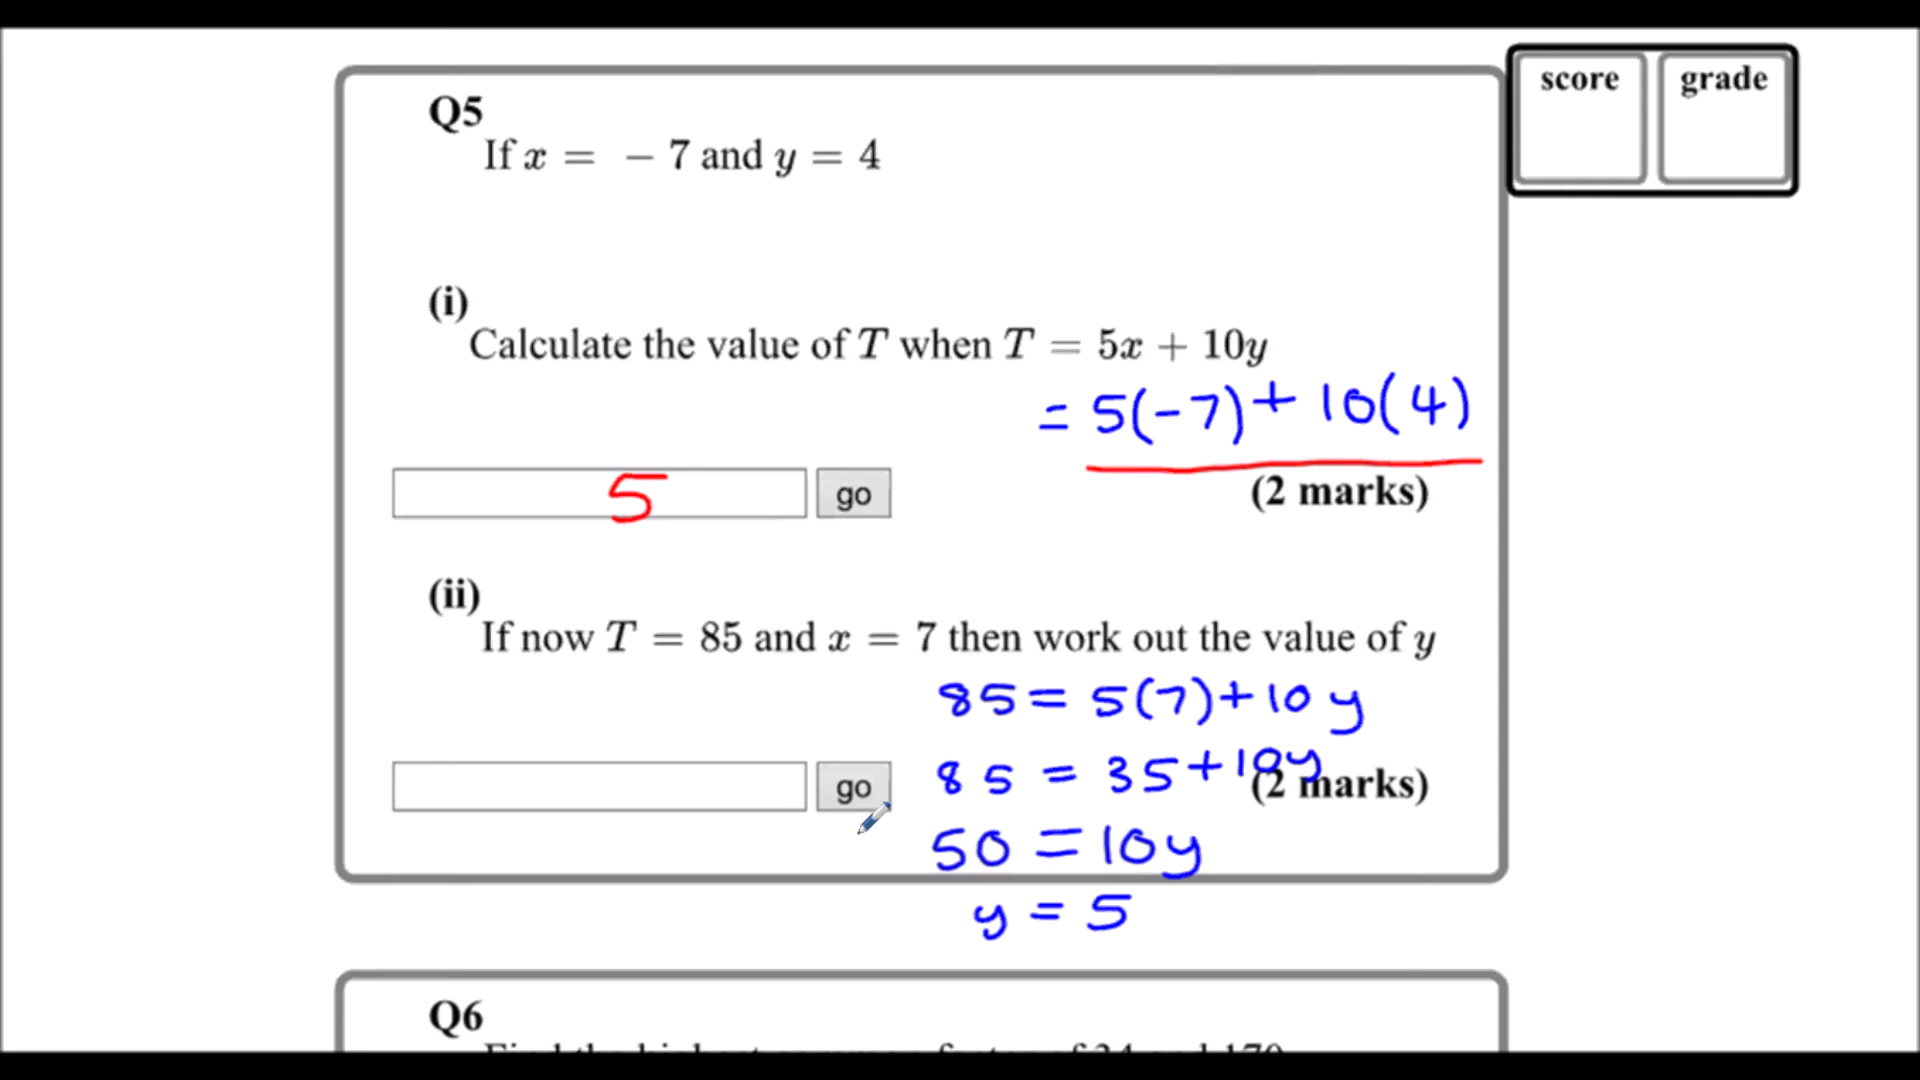 score
grade
Q5
If x = − 7 and y = 4
(i)
Calculate the value of T when T = 5x + 10y
= 5(-7) + 10(4)
5
go
(2 marks)
(ii)
If now T = 85 and x = 7 then work out the value of y
85 = 5(7) + 10y
85 = 35 + 10y
go
(2 marks)
50 = 10y
y = 5
Q6